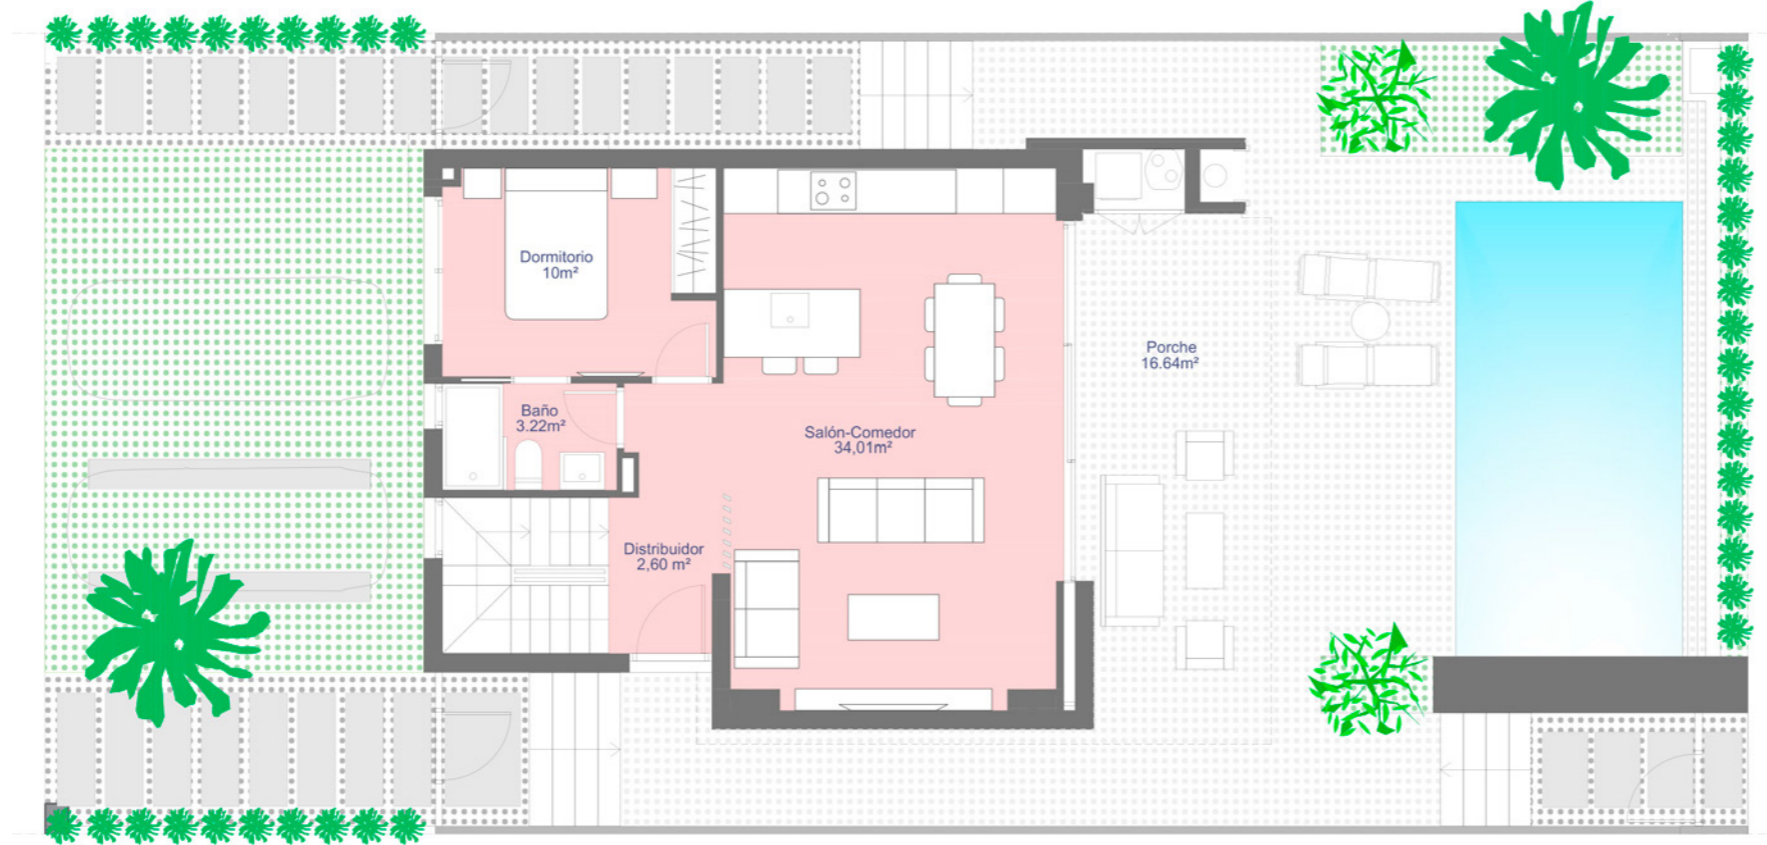 Dormitorio
10m²
Baño
3.22m²
Salón-Comedor
34,01m²
Porche
16.64m²
Distribuidor
2,60 m²